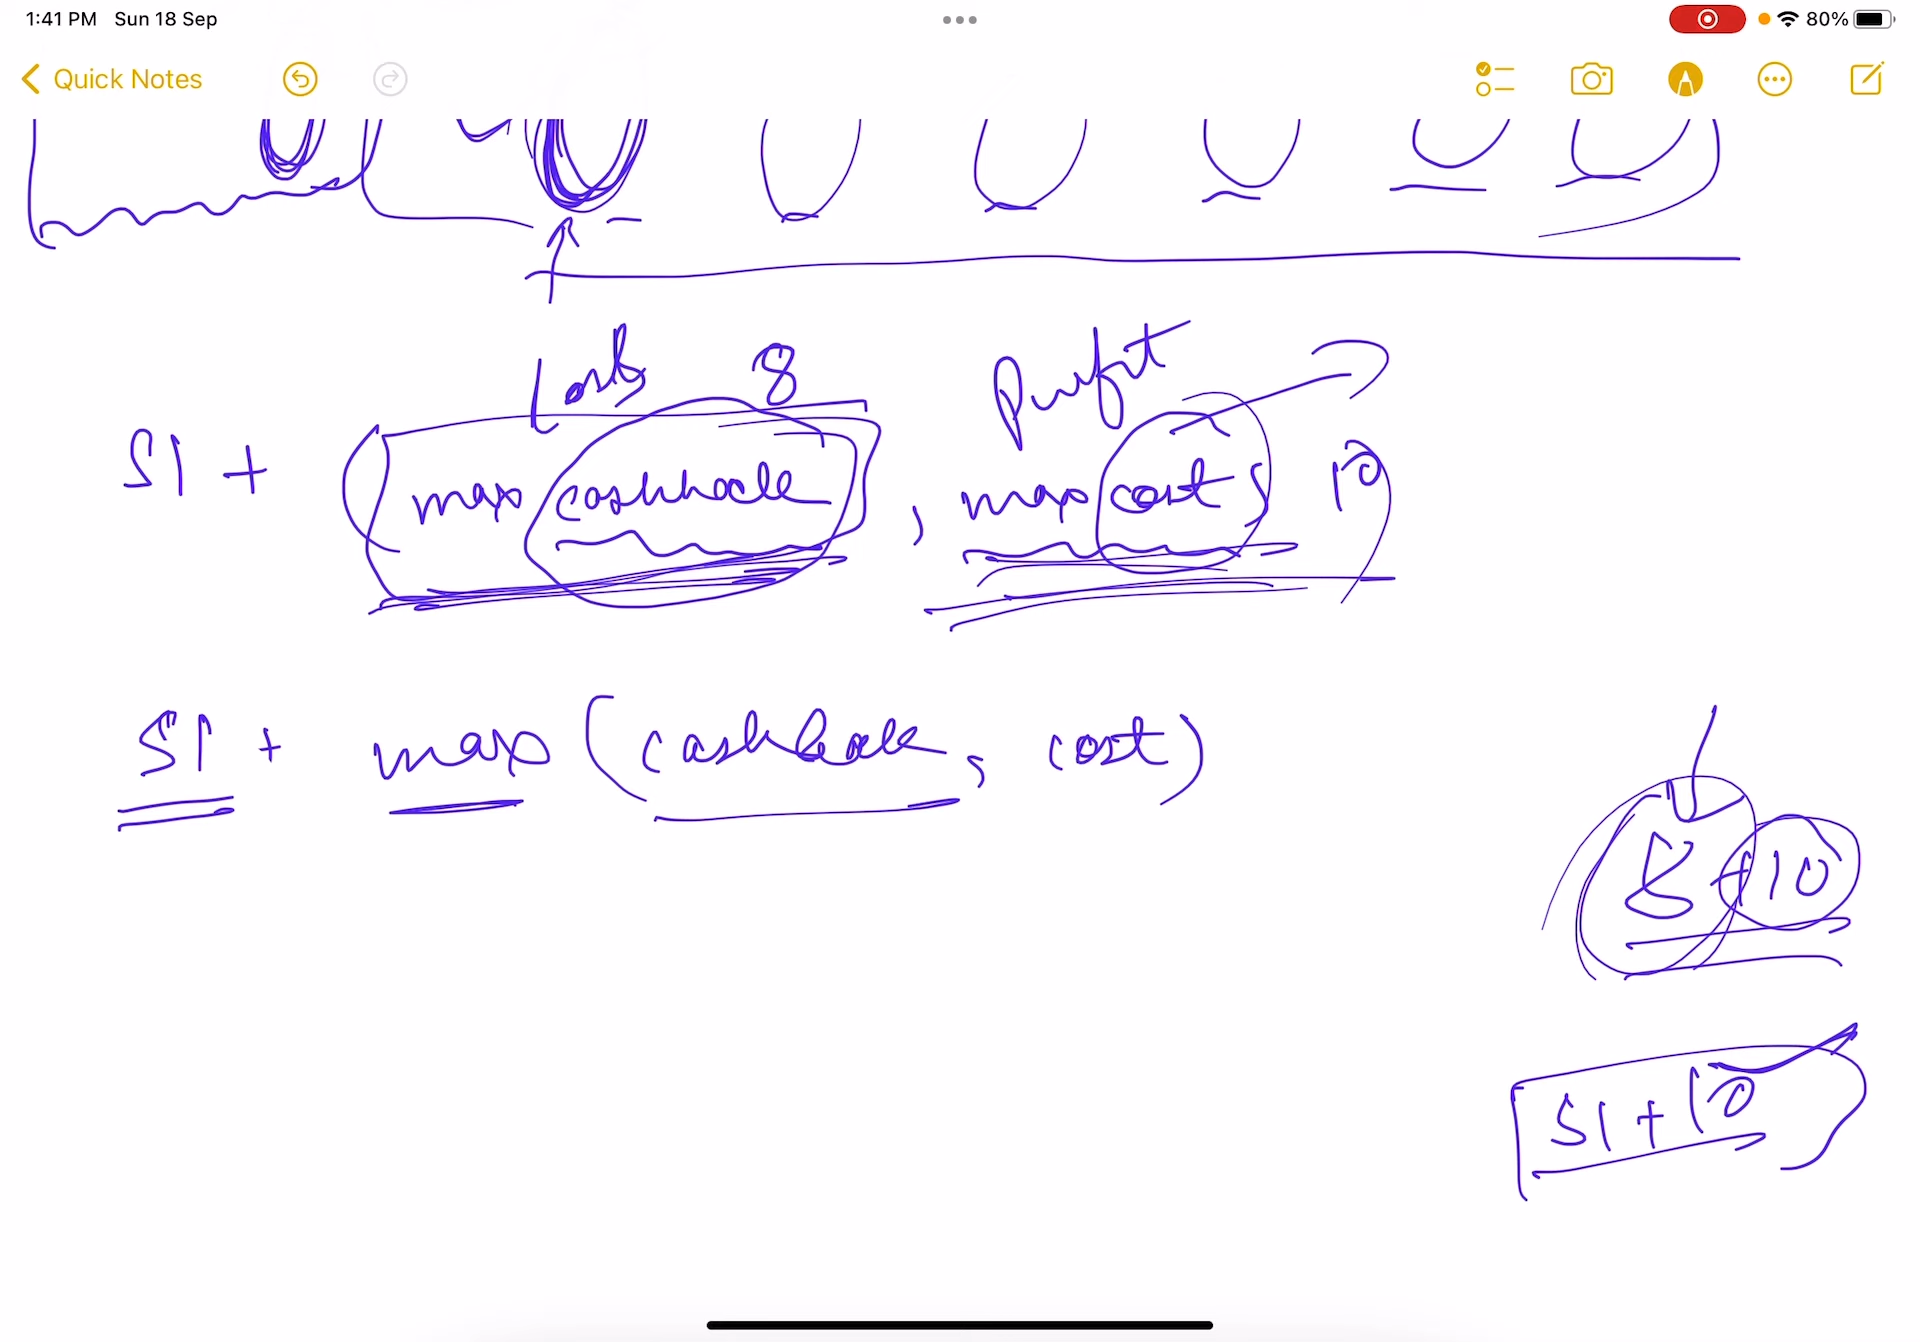 1:41 PM Sun 18 Sep 80%
Quick Notes
Loss 8 Profit
S1 + ( max cashback , max cost ) 10
S1 + max ( cashback , cost )
8 + 10
S1 + 10